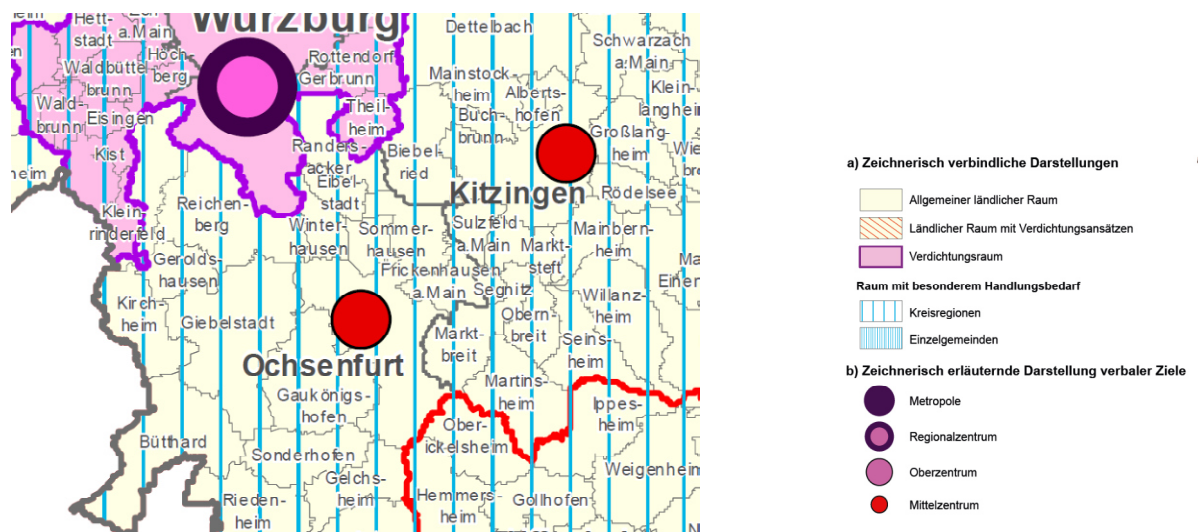 Würzburg
heim
Hett-
stadt
a.Main
Höch-
berg
Waldbüttel-
brunn
Wald-
brunn
Eisingen
Kist
heim
Klein-
rinderfeld
Rottendorf
Gerbrunn
Theil-
heim
Randers-
acker
Eibel-
stadt
Biebel-
ried
Reichen-
berg
Winter-
hausen
Sommer-
hausen
Gerolds-
hausen
Kirch-
heim
Giebelstadt
Frickenhausen
a.Main
Ochsenfurt
Gaukönigs-
hofen
Bütthard
Sonderhofen
Gelchs-
heim
Rieden-
heim
Dettelbach
Schwarzach
a.Main
Mainstock-
heim
Alberts-
hofen
Buch-
brunn
Klein-
langheim
Großlang-
heim
Kitzingen
Rödelsee
Sulzfeld
a.Main
Markt-
steft
Mainbern-
heim
Segnitz
Willanz-
heim
Obern-
breit
Markt-
breit
Seins-
heim
Martins-
heim
Ippes-
heim
Ober-
ickelsheim
Weigenheim
Hemmers-
heim
Gollhofen
a) Zeichnerisch verbindliche Darstellungen
Allgemeiner ländlicher Raum
Ländlicher Raum mit Verdichtungsansätzen
Verdichtungsraum
Raum mit besonderem Handlungsbedarf
Kreisregionen
Einzelgemeinden
b) Zeichnerisch erläuternde Darstellung verbaler Ziele
Metropole
Regionalzentrum
Oberzentrum
Mittelzentrum